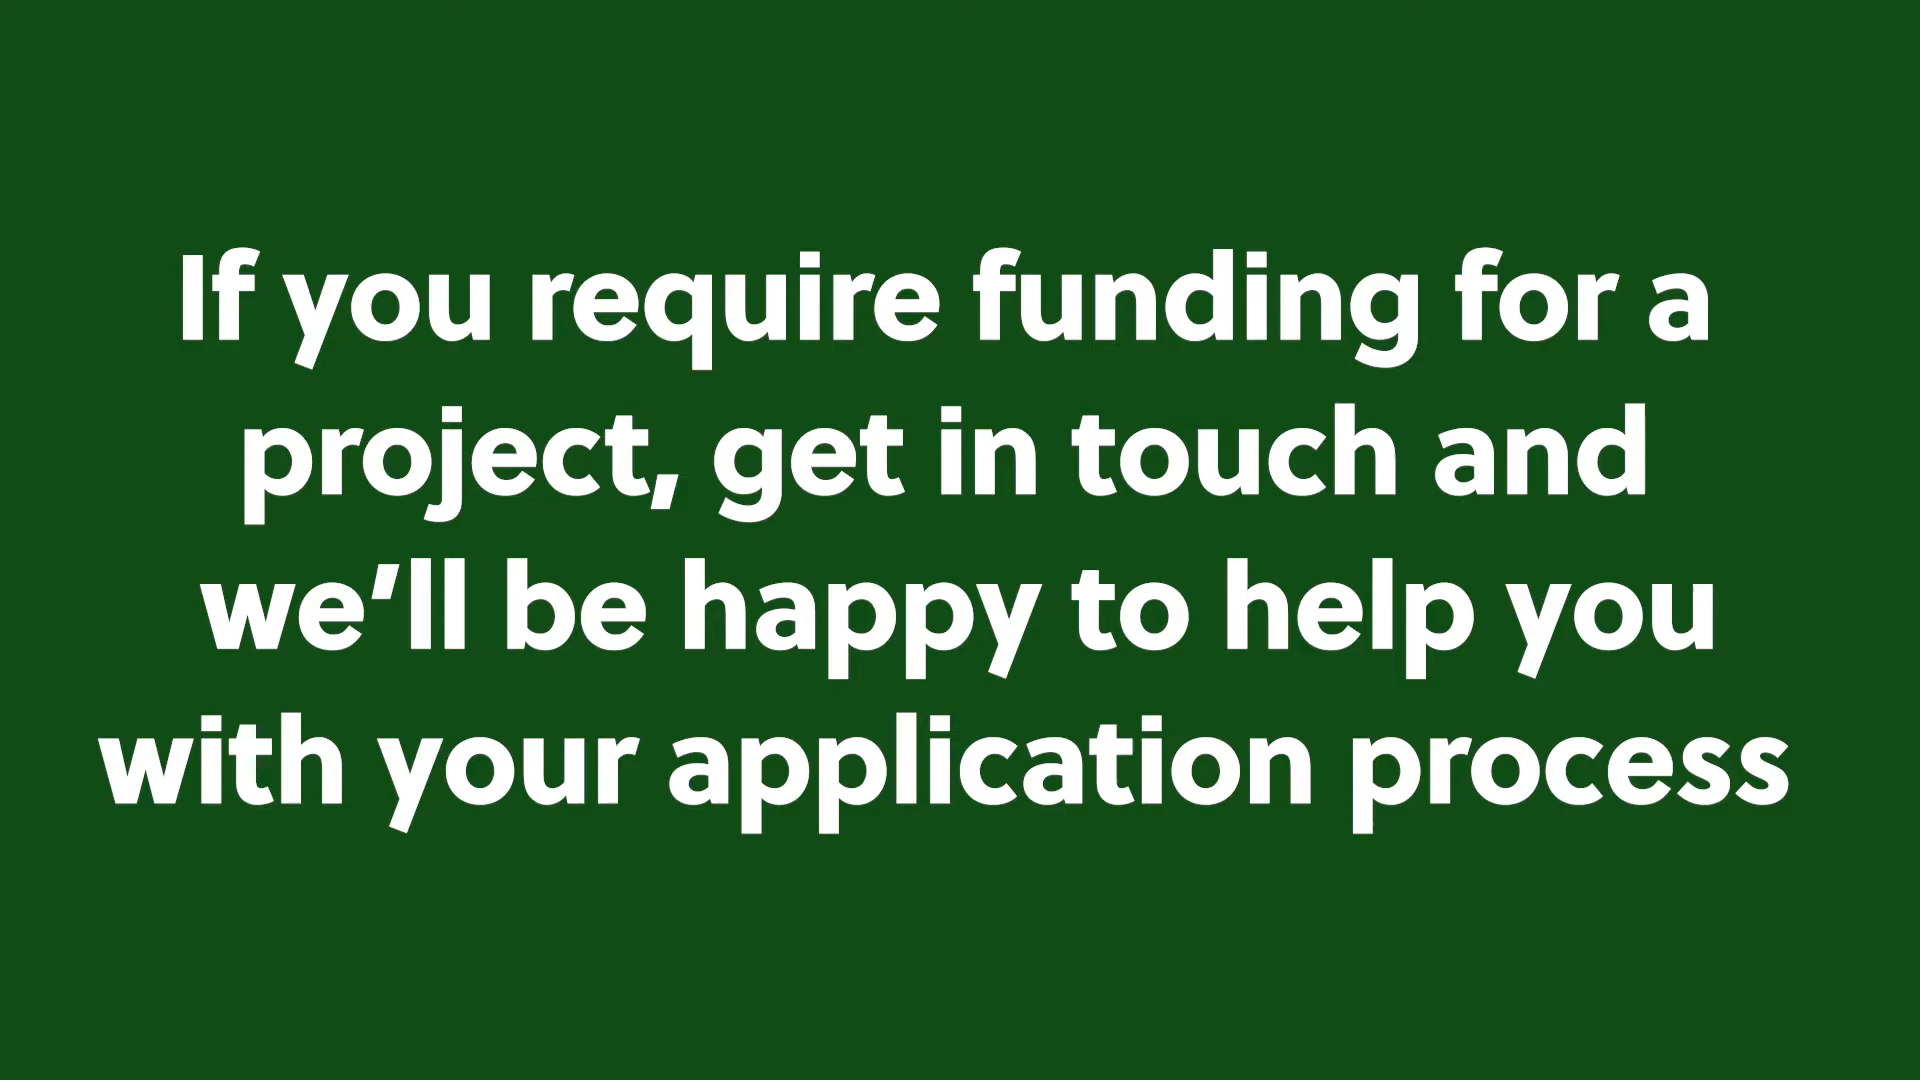 If you require funding for a
project, get in touch and
we’ll be happy to help you
with your application process